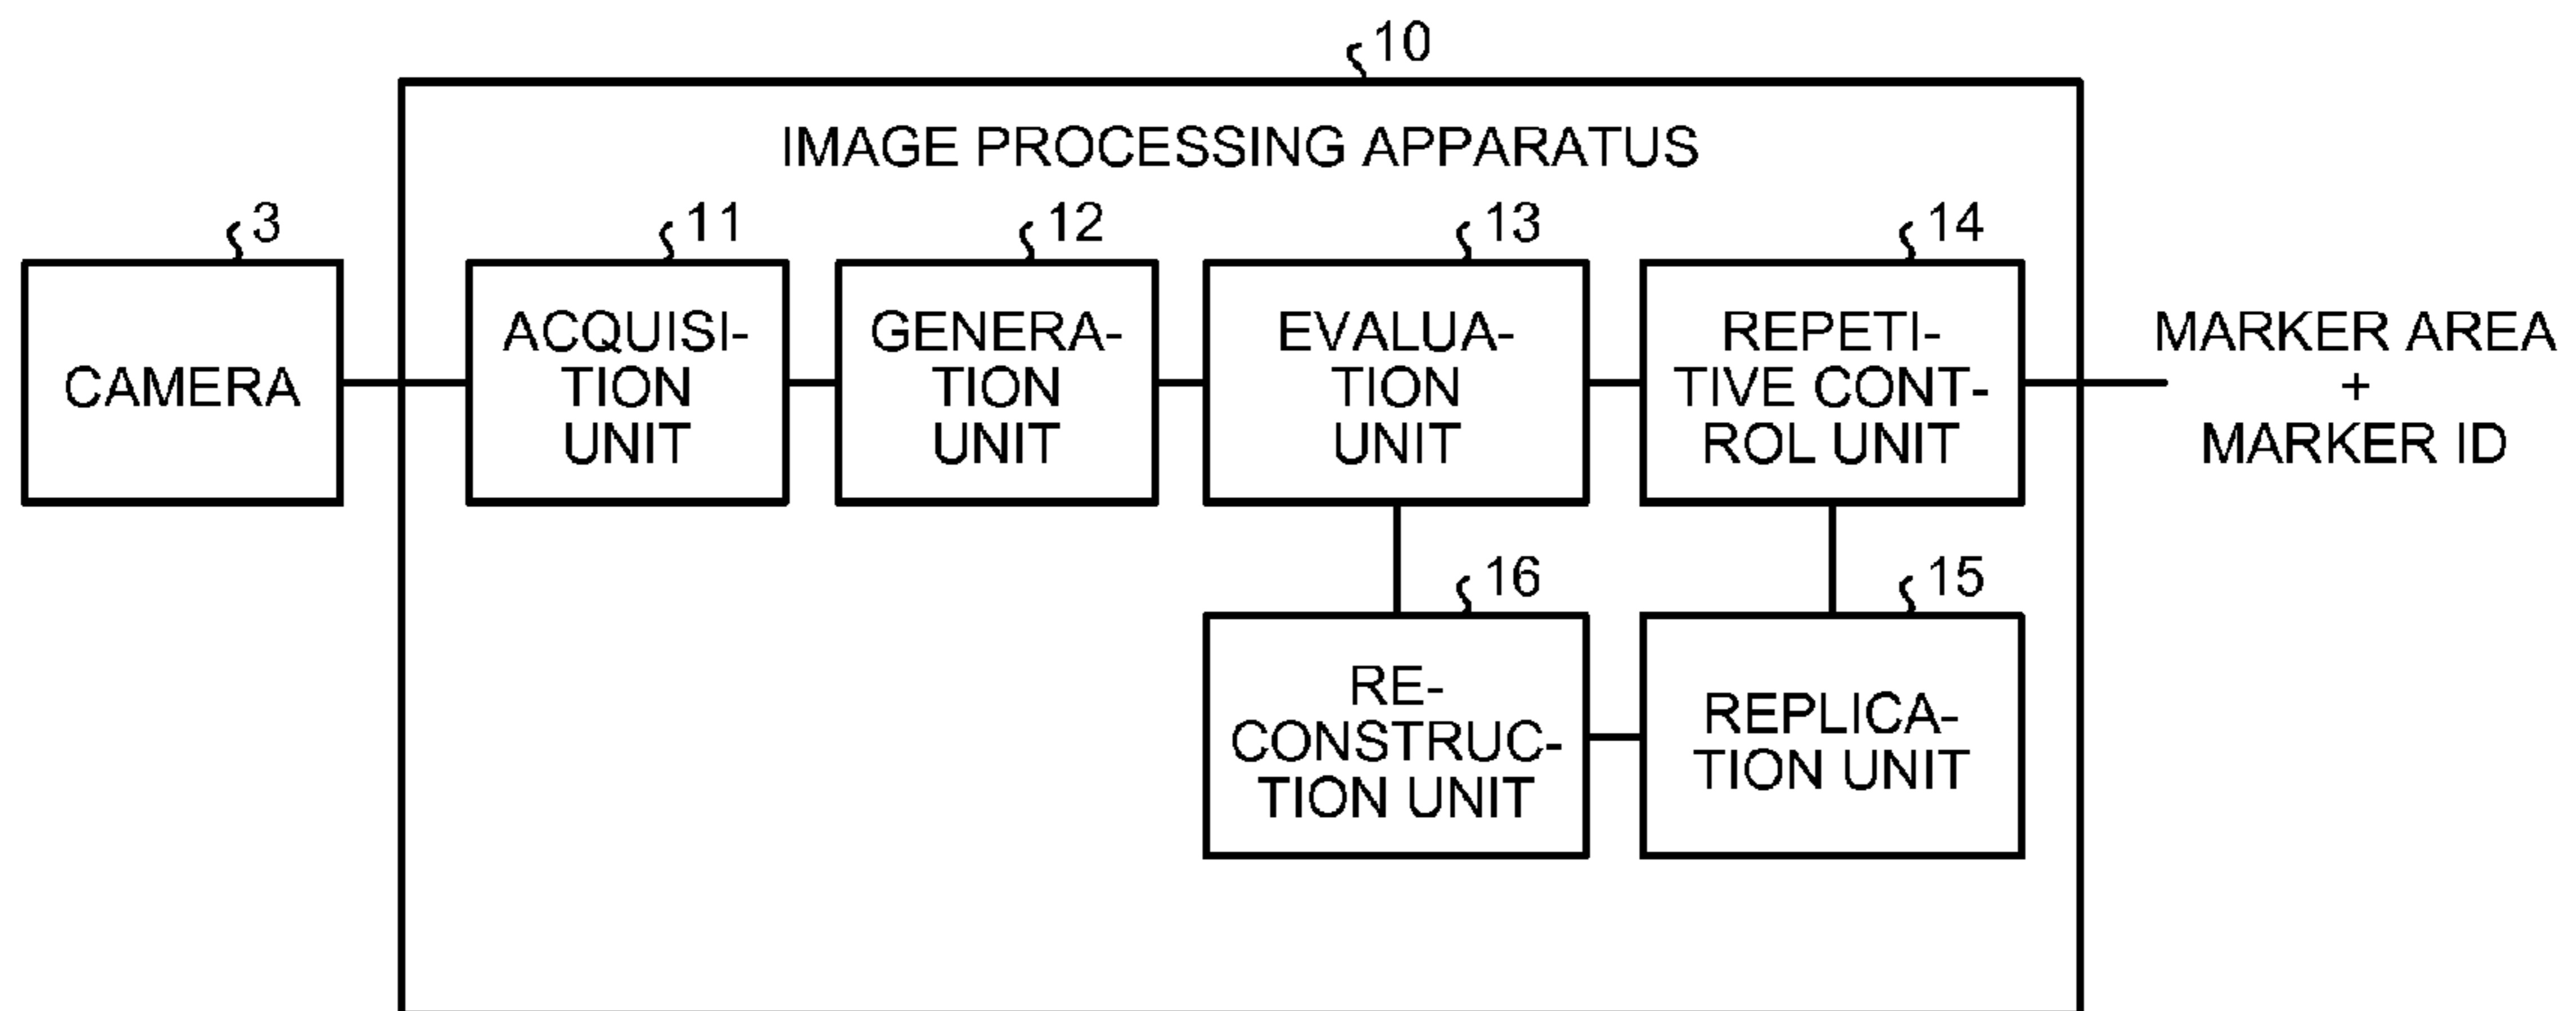 10
IMAGE PROCESSING APPARATUS
3
11
12
13
14
CAMERA
ACQUISI-
TION
UNIT
GENERA-
TION
UNIT
EVALUA-
TION
UNIT
REPETI-
TIVE CONT-
ROL UNIT
MARKER AREA
+
MARKER ID
16
15
RE-
CONSTRUC-
TION UNIT
REPLICA-
TION UNIT